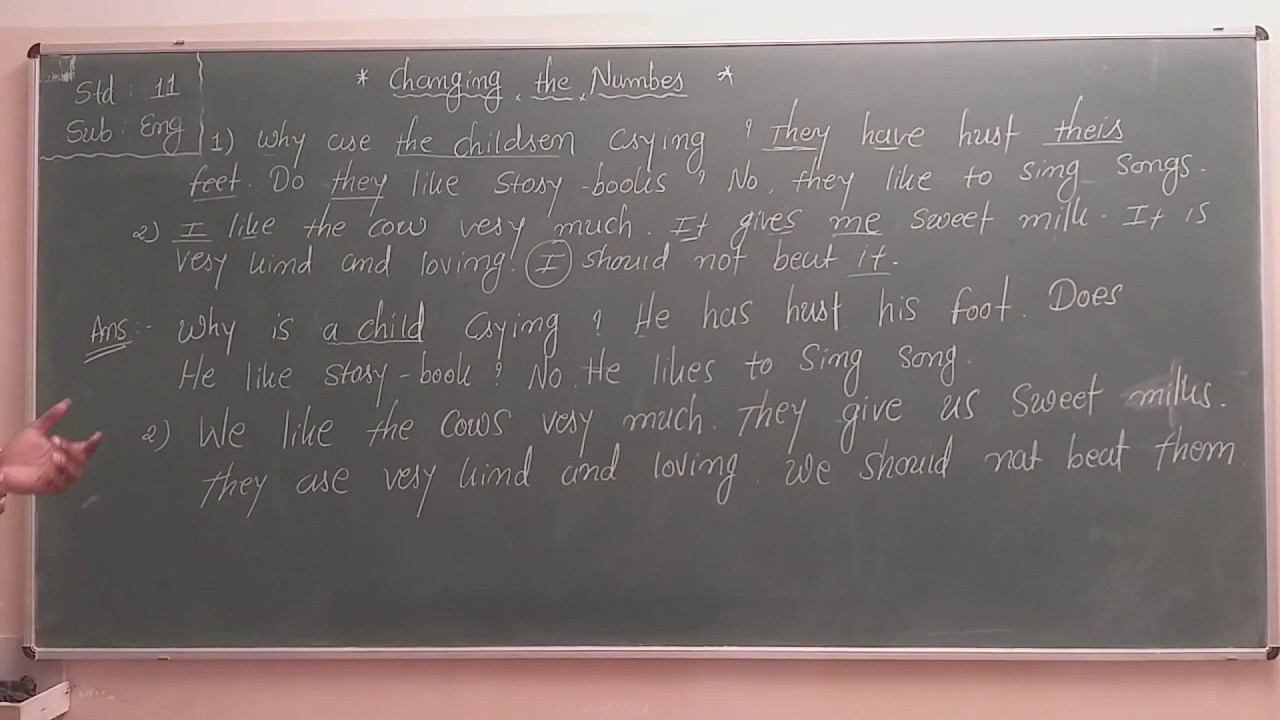 Std : 11
Sub : Eng
* Changing the Number *
1) Why are the children Crying ? They have hurt their
feet. Do they like Story-books ? No, they like to sing Songs.
2) I like the cow very much. It gives me sweet milk. It is
very kind and loving. I should not beat it.
Ans :- Why is a child Crying ? He has hurt his foot. Does
He like Story-book ? No. He likes to Sing Song.
2) We like the Cows very much. They give us Sweet milks.
they are very kind and loving. We should not beat them.